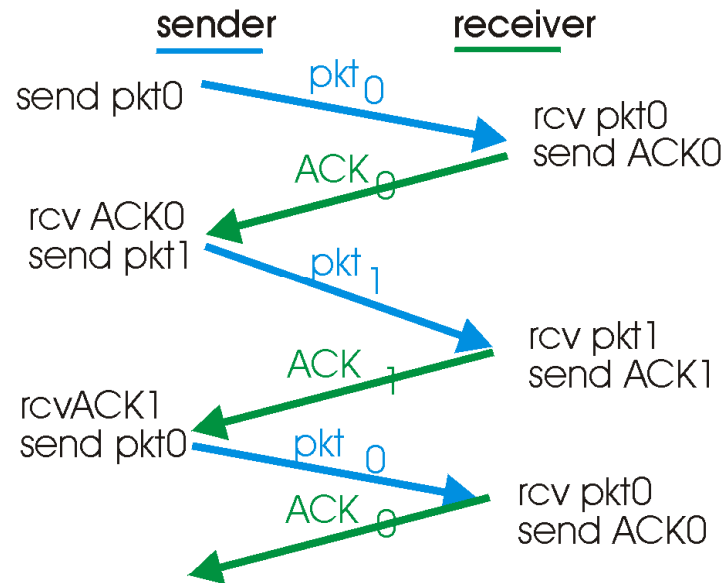 sender receiver
send pkt0
pkt 0
rcv pkt0
send ACK0
ACK 0
rcv ACK0
send pkt1
pkt 1
rcv pkt1
send ACK1
ACK 1
rcvACK1
send pkt0
pkt 0
rcv pkt0
send ACK0
ACK 0